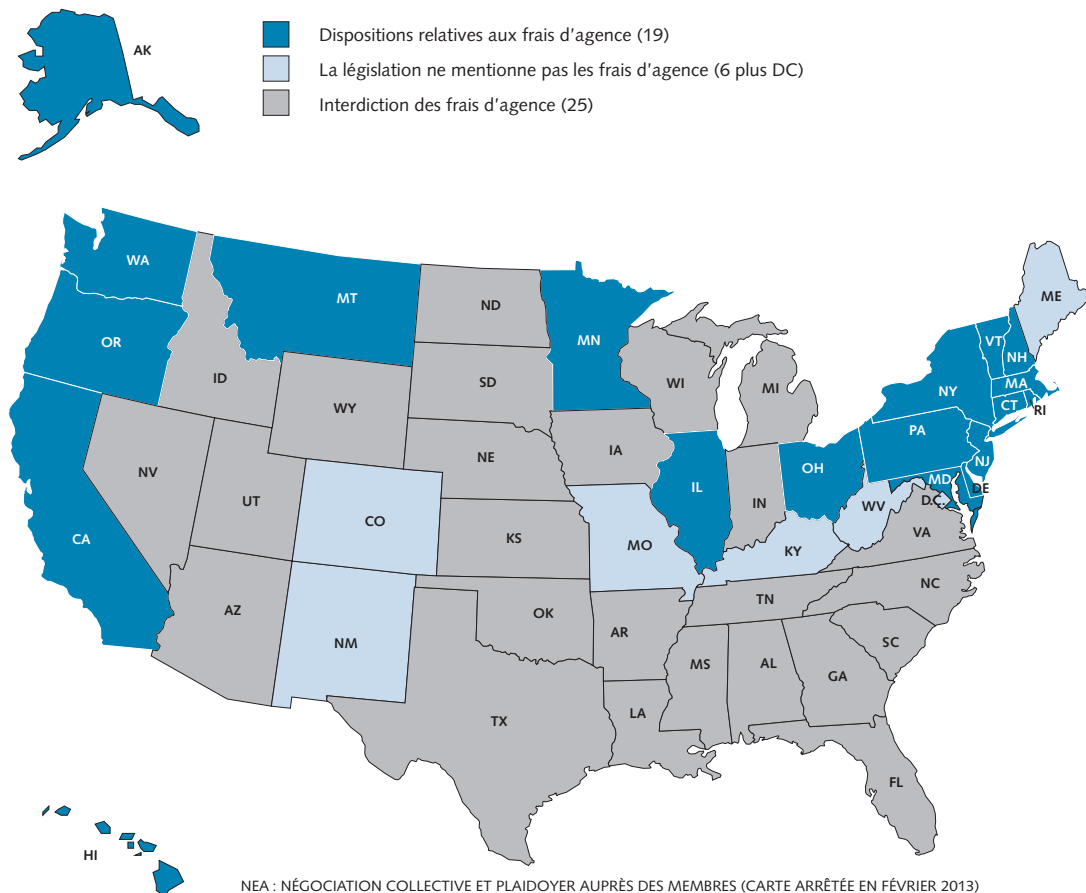 AK
Dispositions relatives aux frais d'agence (19)
La législation ne mentionne pas les frais d'agence (6 plus DC)
Interdiction des frais d'agence (25)
WA
MT
ND
MN
ME
VT
NH
OR
ID
SD
WI
MI
NY
MA
CT
RI
WY
IA
NE
PA
NJ
NV
UT
IL
IN
OH
MD
DE
D.C.
CO
WV
CA
KS
MO
KY
VA
AZ
NM
OK
AR
TN
NC
MS
AL
GA
SC
TX
LA
FL
HI
NEA : NÉGOCIATION COLLECTIVE ET PLAIDOYER AUPRÈS DES MEMBRES (CARTE ARRÊTÉE EN FÉVRIER 2013)